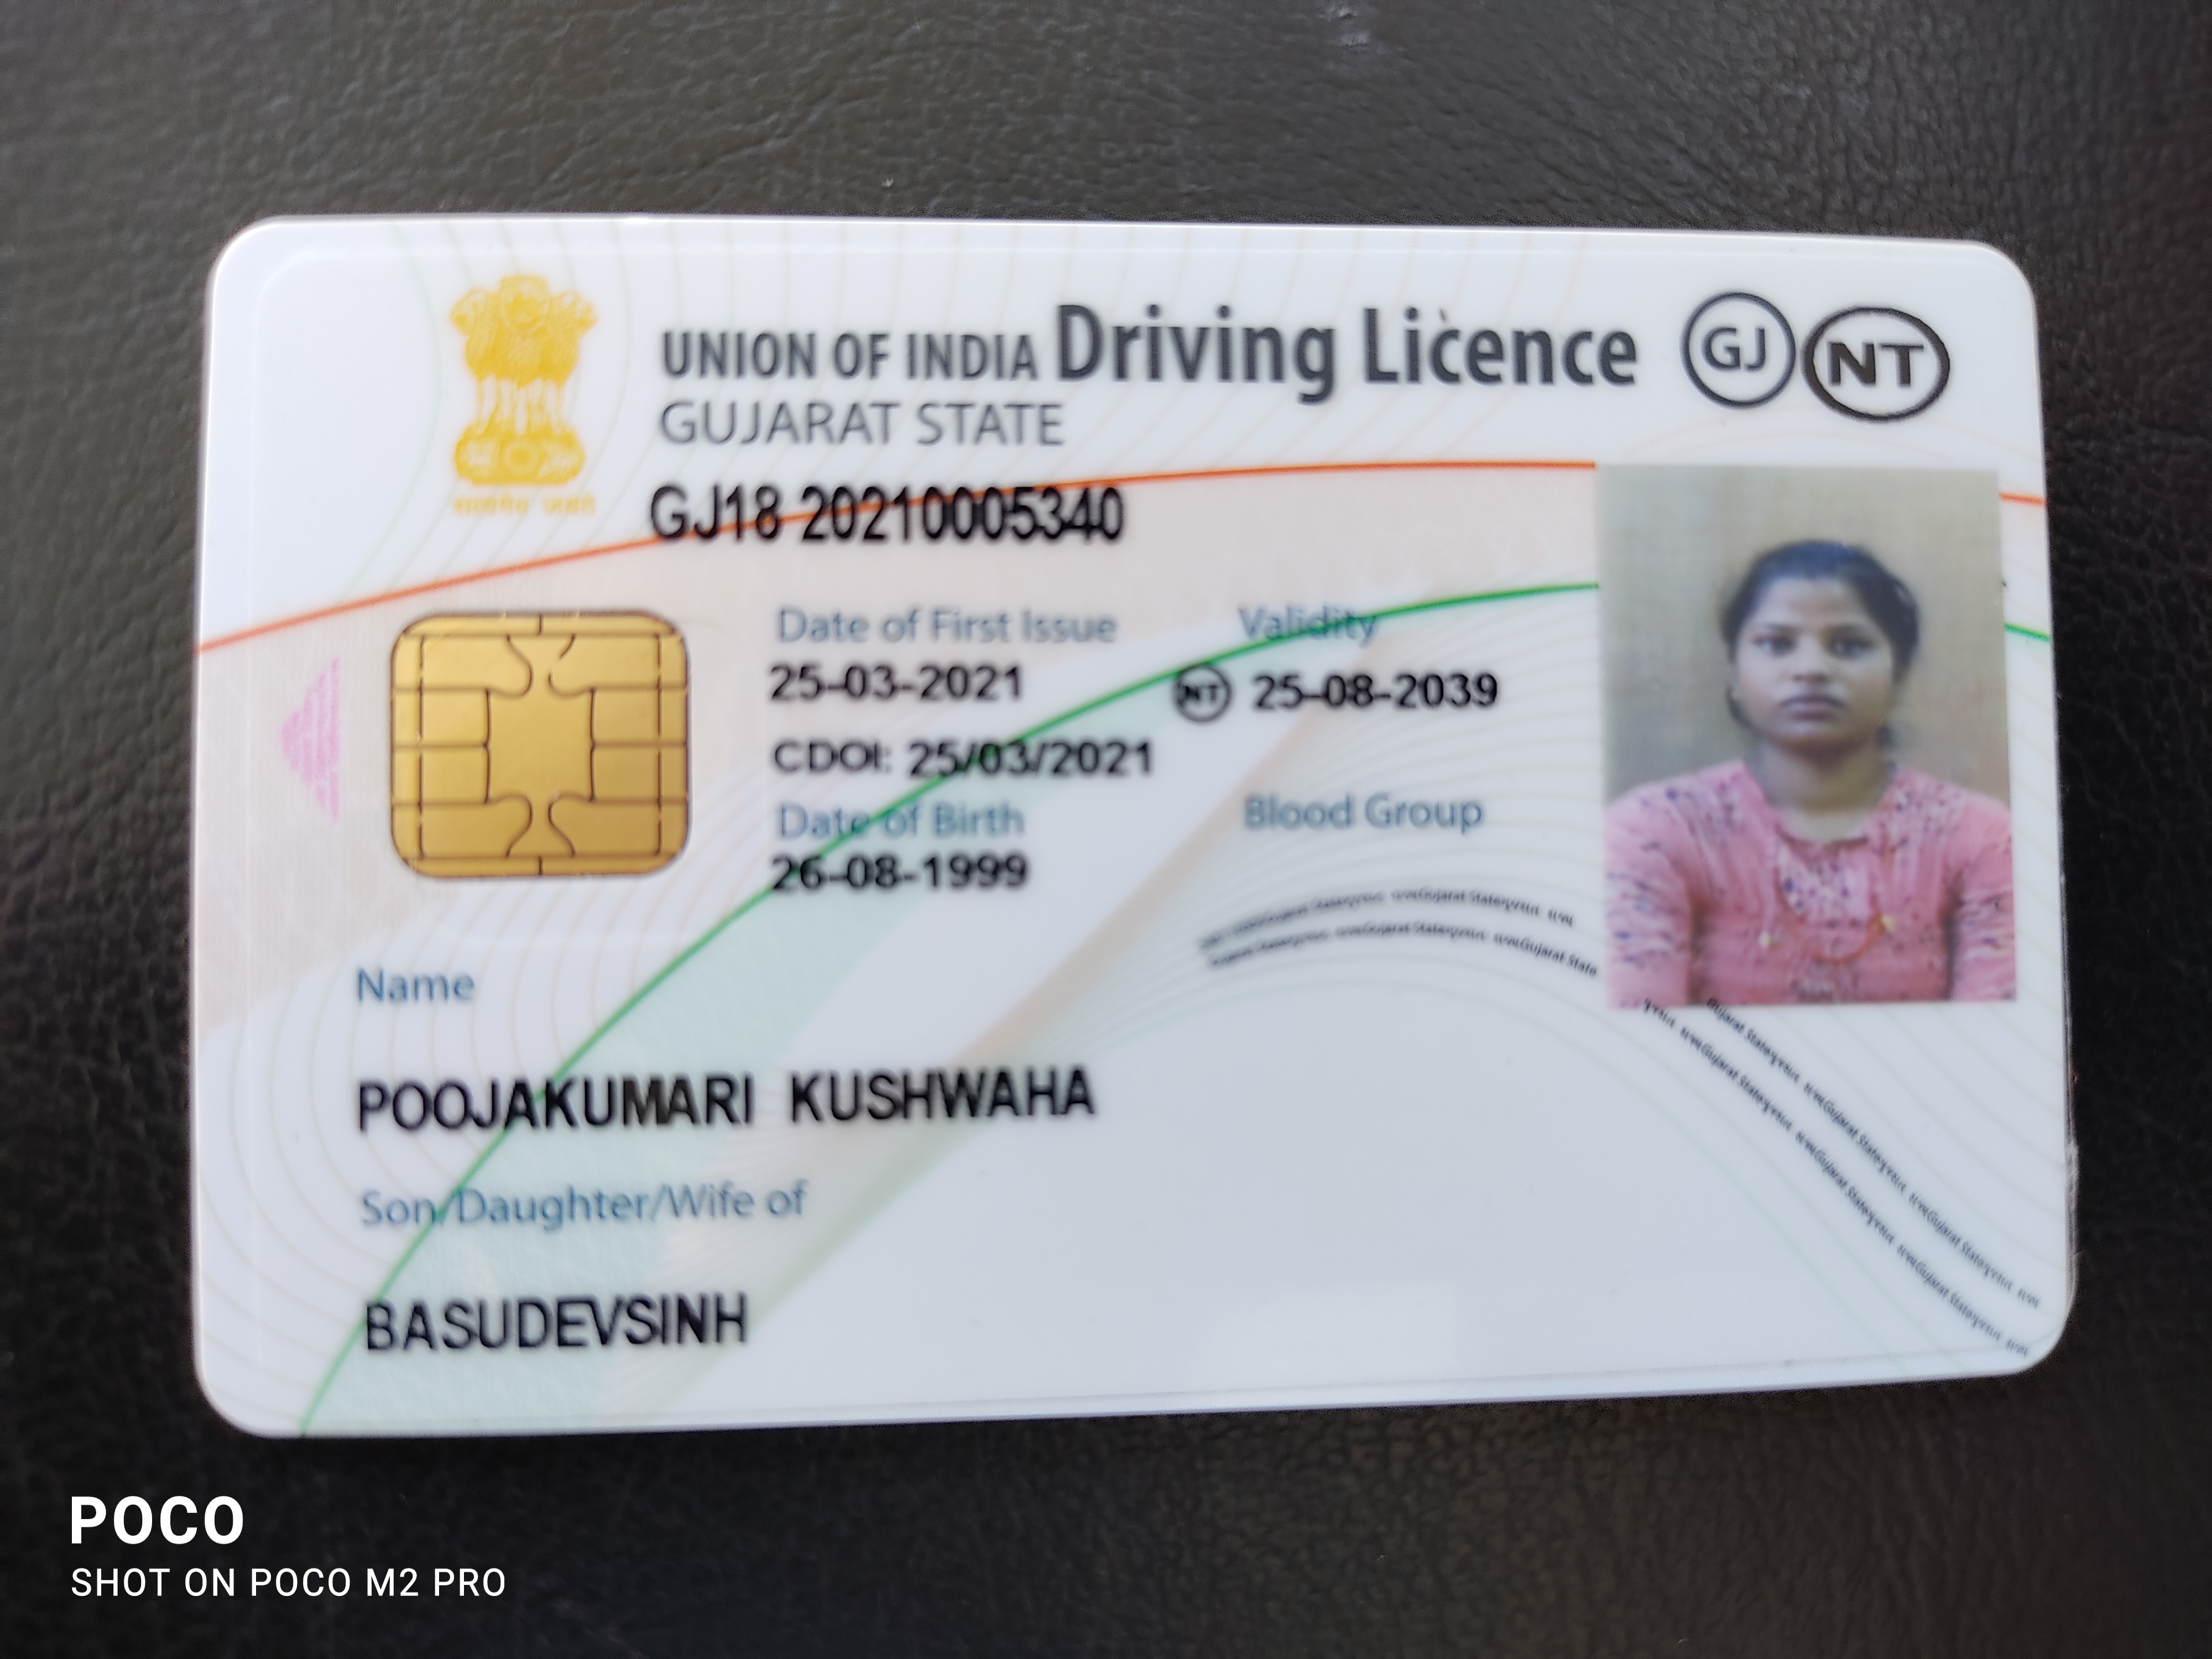 UNION OF INDIA Driving Licence GJ NT
GUJARAT STATE
GJ18 20210005340
Date of First Issue Validity
25-03-2021 NT 25-08-2039
CDOI: 25/03/2021
Date of Birth Blood Group
26-08-1999
Name
POOJAKUMARI KUSHWAHA
Son/Daughter/Wife of
BASUDEVSINH
POCO
SHOT ON POCO M2 PRO